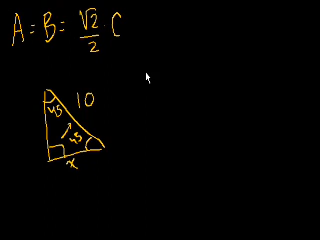 A = B = √2/2 · C
10
45
45
x